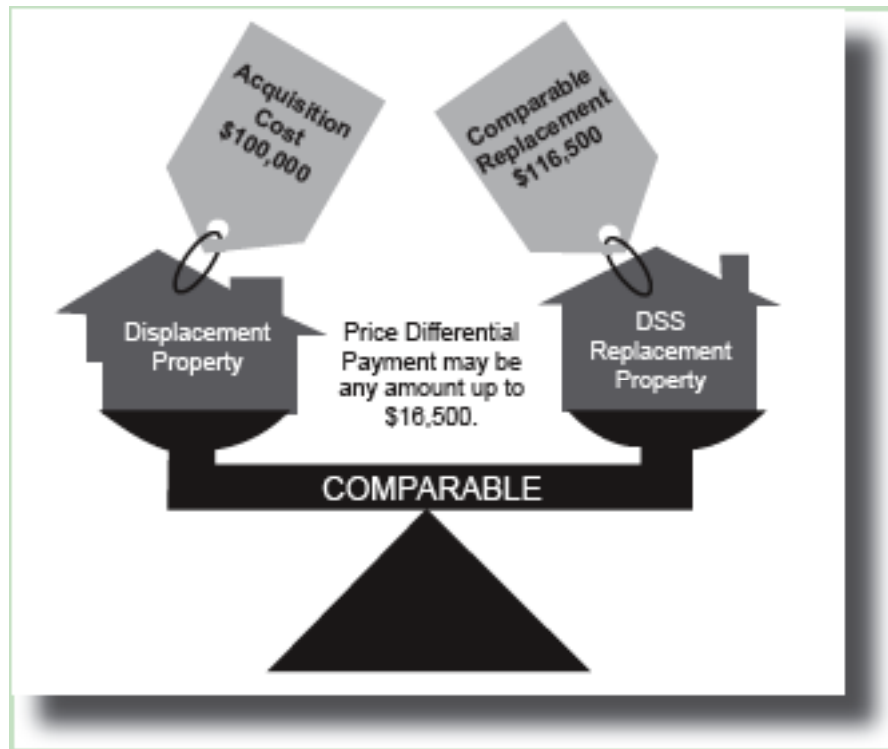 Acquisition
Cost
$100,000
Comparable
Replacement
$116,500
Displacement
Property
Price Differential
Payment may be
any amount up to
$16,500.
DSS
Replacement
Property
COMPARABLE